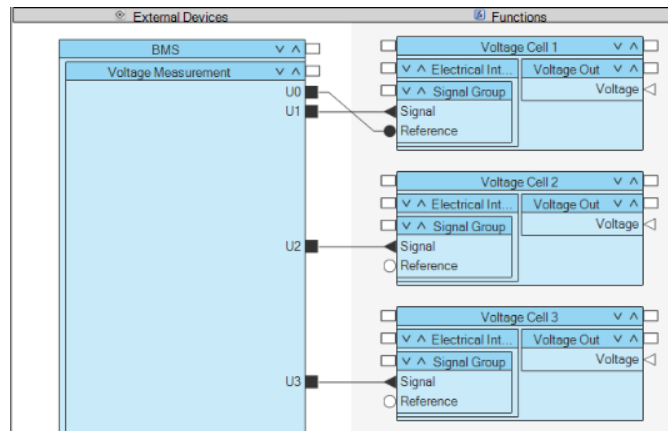 External Devices
Functions
BMS
Voltage Measurement
U0
U1
U2
U3
Voltage Cell 1
Electrical Int...
Voltage Out
Signal Group
Voltage
Signal
Reference
Voltage Cell 2
Electrical Int...
Voltage Out
Signal Group
Voltage
Signal
Reference
Voltage Cell 3
Electrical Int...
Voltage Out
Signal Group
Voltage
Signal
Reference